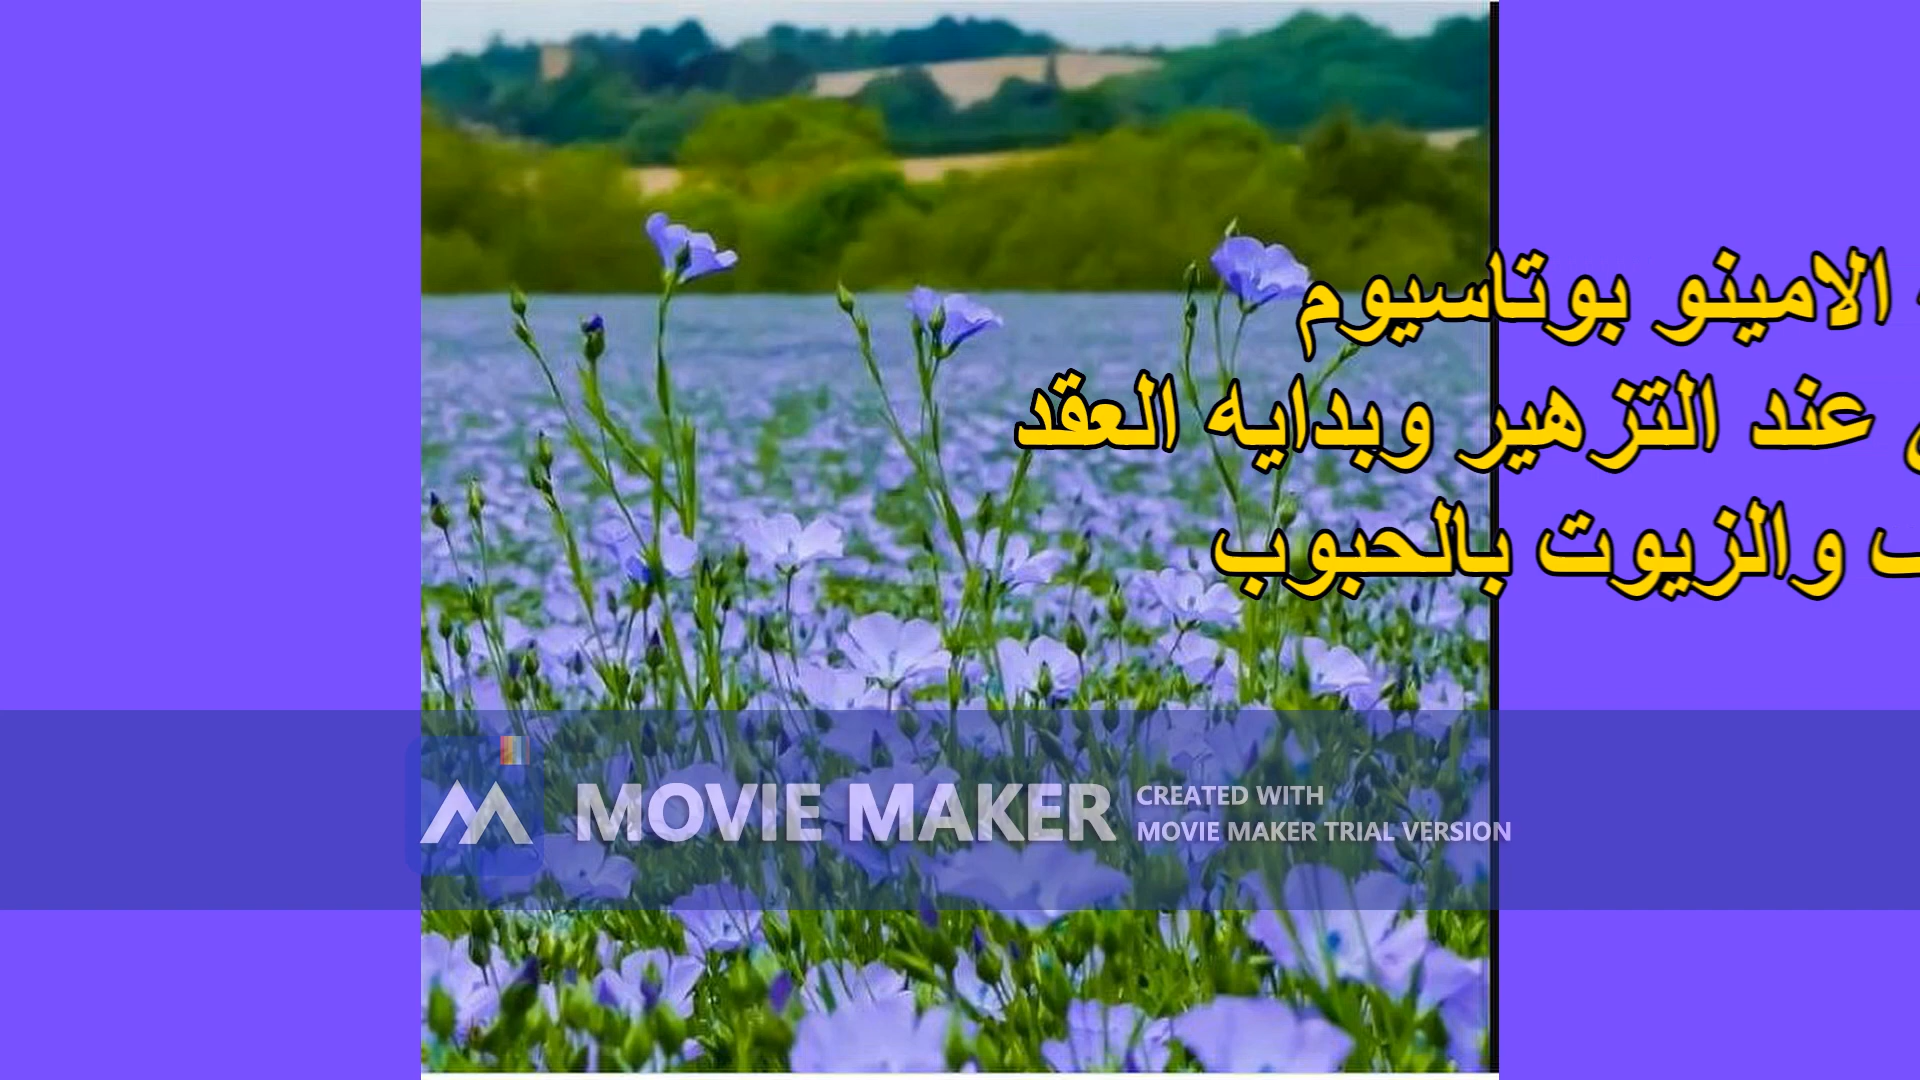 الامينو بوتاسيوم
عند التزهير وبدايه العقد
والزيوت بالحبوب
MOVIE MAKER
CREATED WITH
MOVIE MAKER TRIAL VERSION